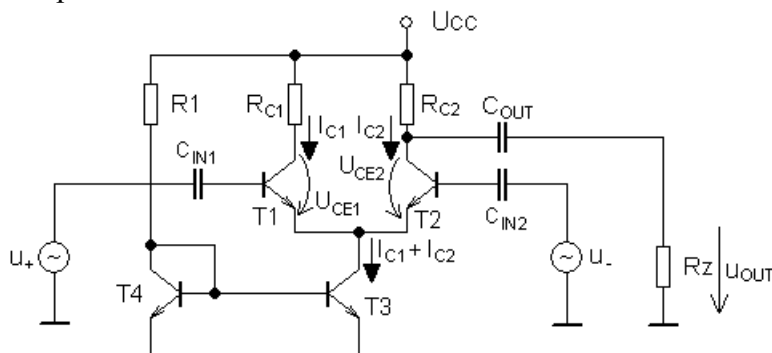 Ucc
R1
RC1
RC2
COUT
IC1
IC2
CIN1
UCE2
UCE1
T1
T2
CIN2
IC1+IC2
u+
u-
Rz
uOUT
T4
T3